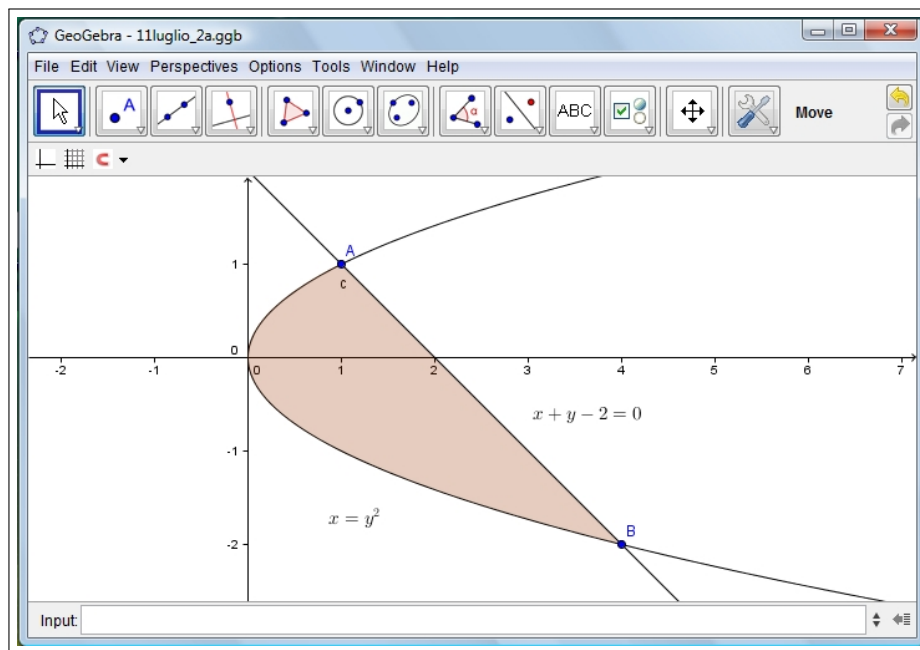 GeoGebra - 11luglio_2a.ggb
File Edit View Perspectives Options Tools Window Help
A α ABC Move
A
1
c
0
-2 -1 0 1 2 3 4 5 6 7
x + y − 2 = 0
-1
x = y²
B
-2
Input: